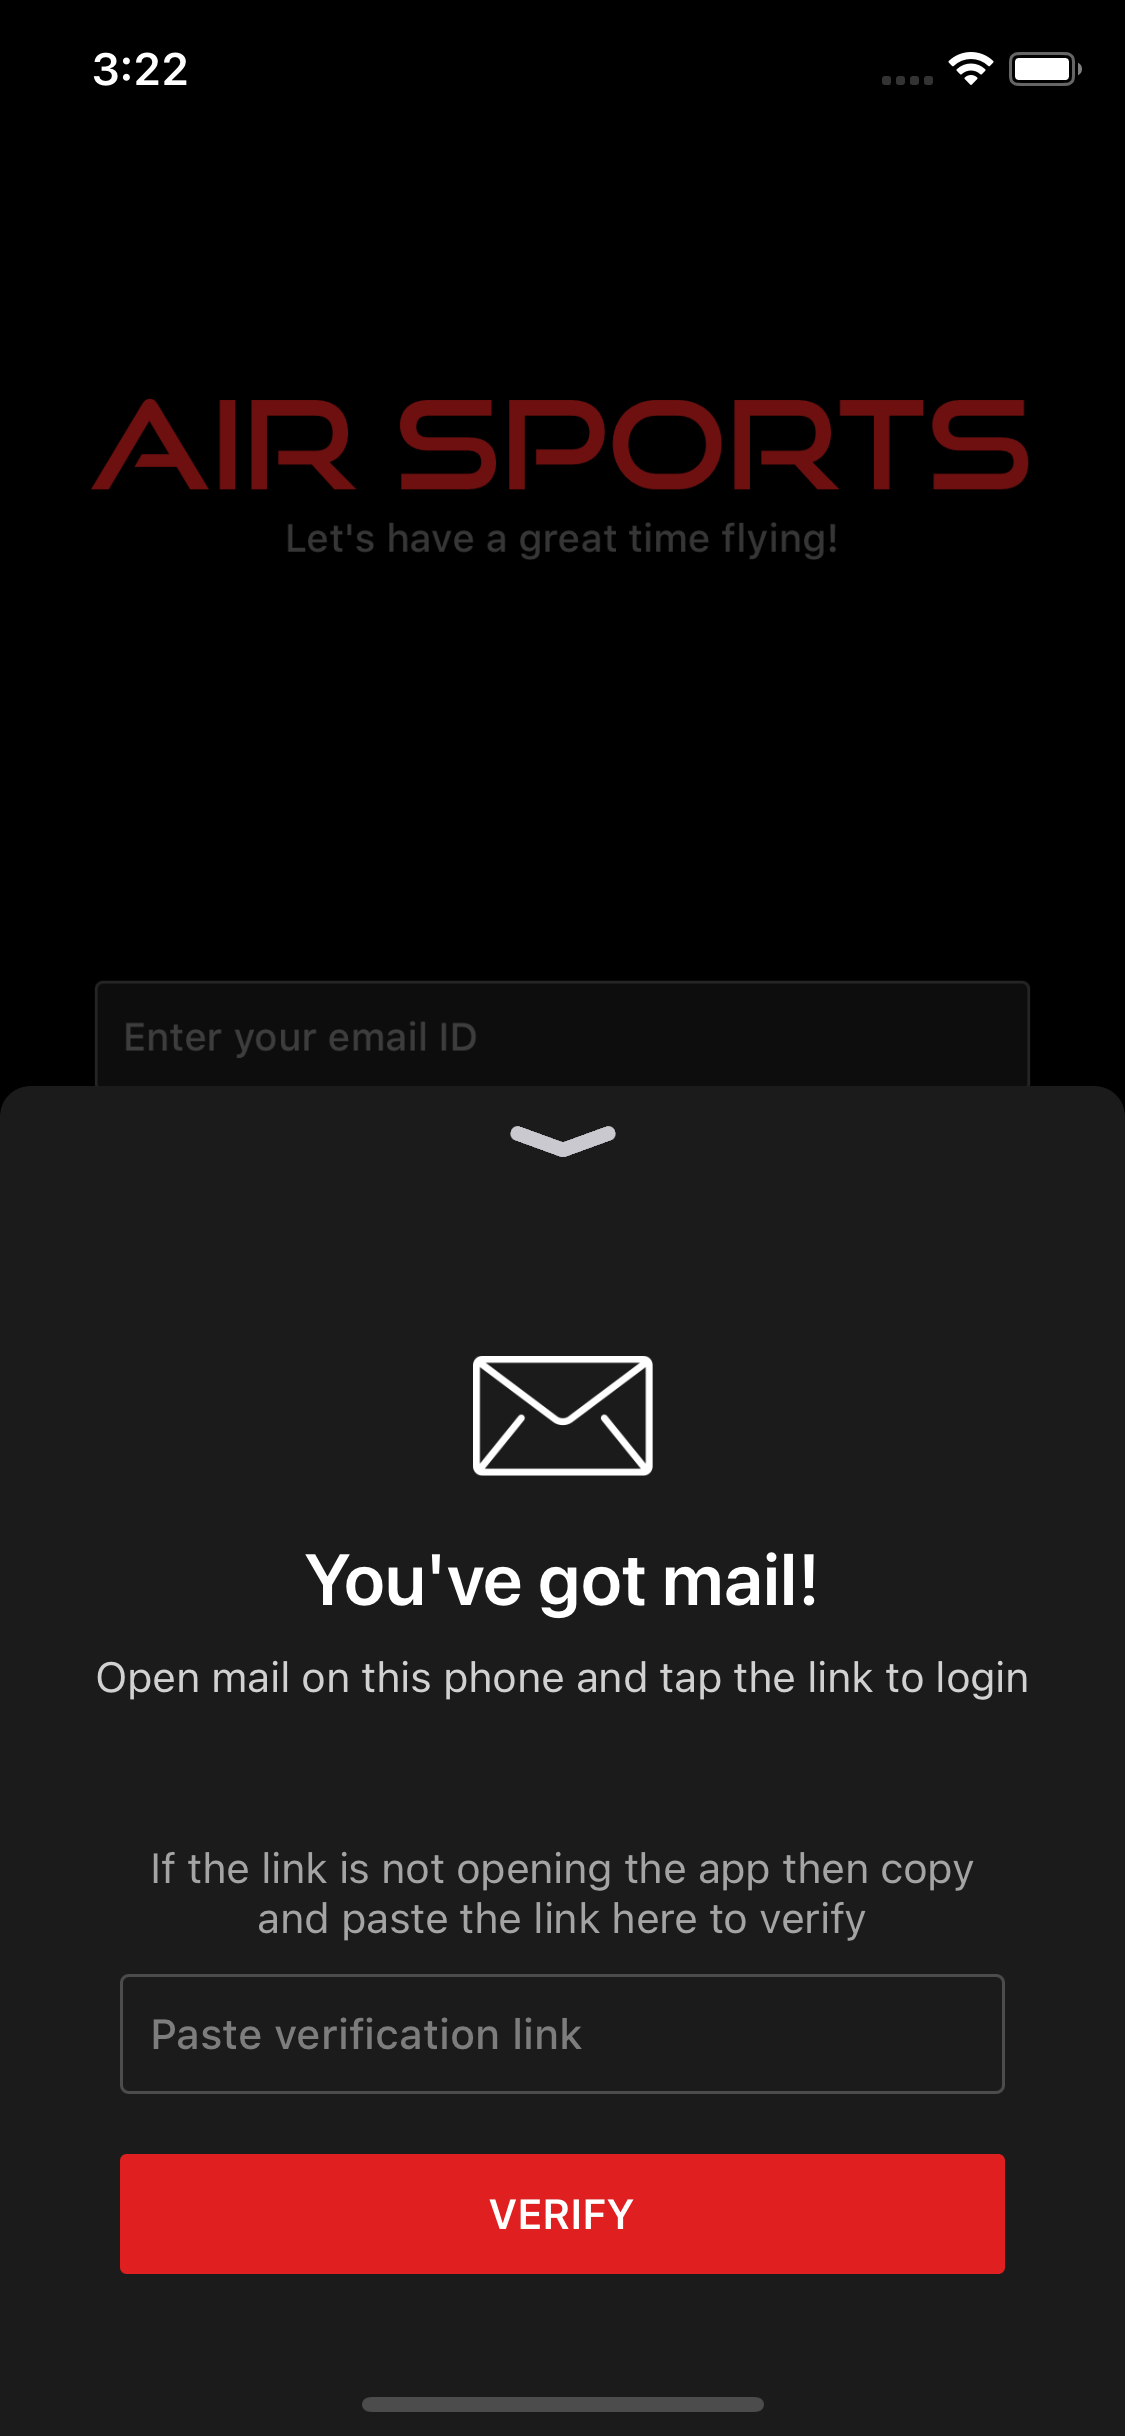 3:22
AIR SPORTS
Let's have a great time flying!
Enter your email ID
You've got mail!
Open mail on this phone and tap the link to login
If the link is not opening the app then copy
and paste the link here to verify
Paste verification link
VERIFY